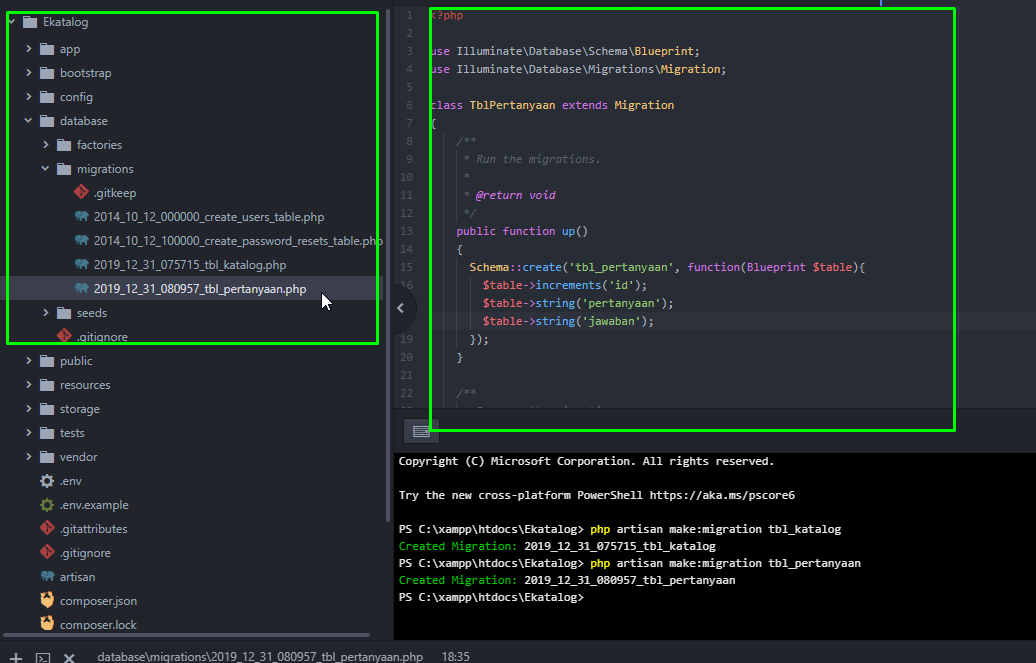 Ekatalog
app
bootstrap
config
database
factories
migrations
.gitkeep
2014_10_12_000000_create_users_table.php
2014_10_12_100000_create_password_resets_table.php
2019_12_31_075715_tbl_katalog.php
2019_12_31_080957_tbl_pertanyaan.php
seeds
.gitignore
public
resources
storage
tests
vendor
.env
.env.example
.gitattributes
.gitignore
artisan
composer.json
composer.lock
1 <?php
2
3 use Illuminate\Database\Schema\Blueprint;
4 use Illuminate\Database\Migrations\Migration;
5
6 class TblPertanyaan extends Migration
7 {
8 /**
9 * Run the migrations.
10 *
11 * @return void
12 */
13 public function up()
14 {
15 Schema::create('tbl_pertanyaan', function(Blueprint $table){
16 $table->increments('id');
$table->string('pertanyaan');
$table->string('jawaban');
19 });
20 }
21
22 /**
Copyright (C) Microsoft Corporation. All rights reserved.
Try the new cross-platform PowerShell https://aka.ms/pscore6
PS C:\xampp\htdocs\Ekatalog> php artisan make:migration tbl_katalog
Created Migration: 2019_12_31_075715_tbl_katalog
PS C:\xampp\htdocs\Ekatalog> php artisan make:migration tbl_pertanyaan
Created Migration: 2019_12_31_080957_tbl_pertanyaan
PS C:\xampp\htdocs\Ekatalog>
database\migrations\2019_12_31_080957_tbl_pertanyaan.php 18:35